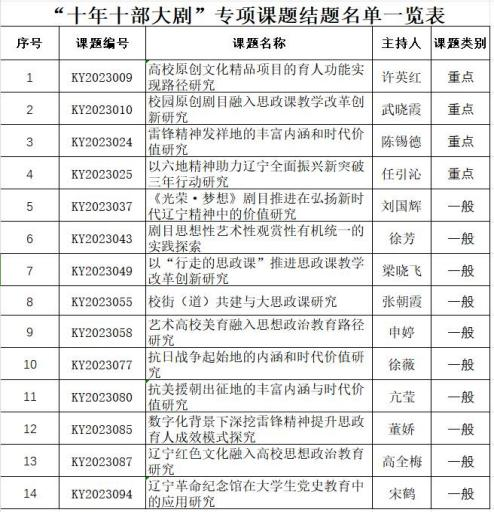 “十年十部大剧”专项课题结题名单一览表
序号 课题编号 课题名称 主持人 课题类别
1 KY2023009 高校原创文化精品项目的育人功能实现路径研究 许英红 重点
2 KY2023010 校园原创剧目融入思政课教学改革创新研究 武晓霞 重点
3 KY2023024 雷锋精神发祥地的丰富内涵和时代价值研究 陈锡德 重点
4 KY2023025 以六地精神助力辽宁全面振兴新突破三年行动研究 任引沁 重点
5 KY2023037 《光荣·梦想》剧目推进在弘扬新时代辽宁精神中的价值研究 刘国辉 一般
6 KY2023043 剧目思想性艺术性观赏性有机统一的实践探索 徐芳 一般
7 KY2023049 以“行走的思政课”推进思政课教学改革创新研究 梁晓飞 一般
8 KY2023055 校街（道）共建与大思政课研究 张朝霞 一般
9 KY2023058 艺术高校美育融入思想政治教育路径研究 申婷 一般
10 KY2023077 抗日战争起始地的内涵和时代价值研究 徐薇 一般
11 KY2023080 抗美援朝出征地的丰富内涵与时代价值研究 亢莹 一般
12 KY2023085 数字化背景下深挖雷锋精神提升思政育人成效模式探究 董娇 一般
13 KY2023087 辽宁红色文化融入高校思想政治教育研究 高全梅 一般
14 KY2023094 辽宁革命纪念馆在大学生党史教育中的应用研究 宋鹤 一般